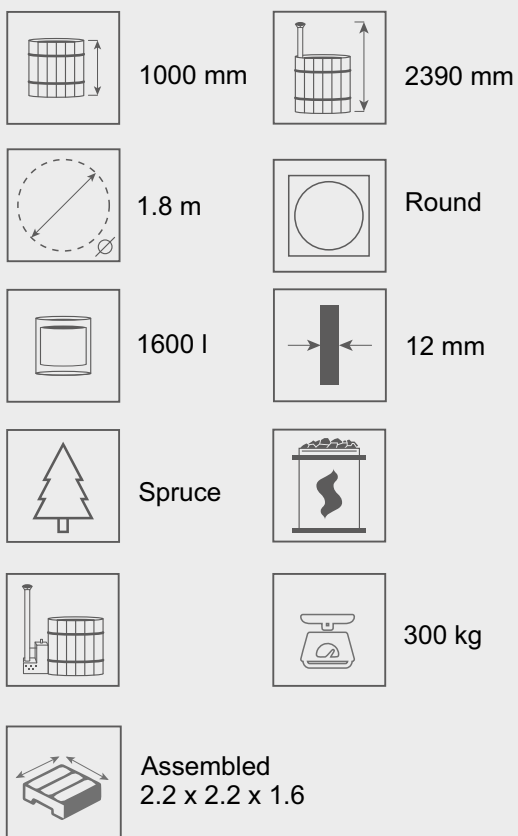 1000 mm
2390 mm
1.8 m
Round
1600 l
12 mm
Spruce
300 kg
Assembled
2.2 x 2.2 x 1.6